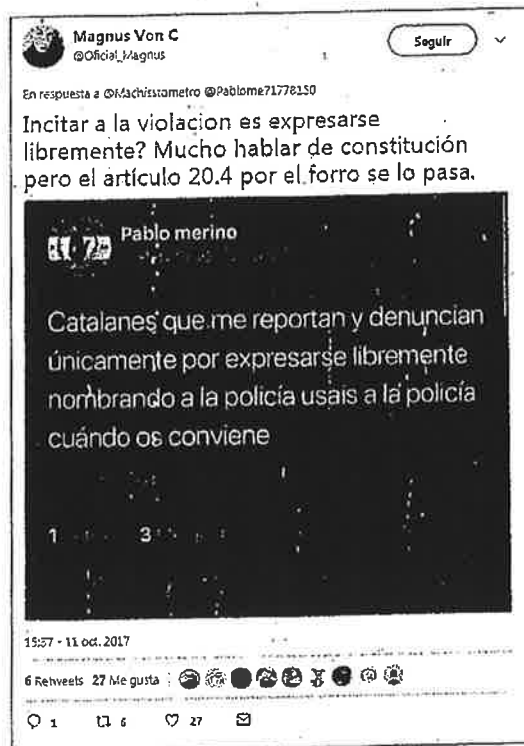 Magnus Von C
@Oficial_Magnus
Seguir
En respuesta a @Machisstometro @Pablome71778150
Incitar a la violacion es expresarse
libremente? Mucho hablar de constitución
pero el artículo 20.4 por el forro se lo pasa.
Pablo merino
Catalanes que me reportan y denuncian
únicamente por expresarse libremente
nombrando a la policía usais a la policía
cuándo os conviene
1 3
15:57 - 11 oct. 2017
6 Retweets 27 Me gusta
1 6 27